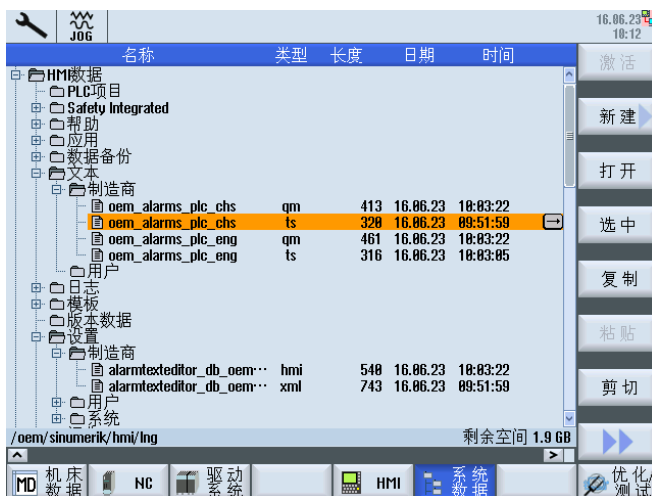 JOG
16.06.23
10:12
名称 类型 长度 日期 时间
HMI数据
PLC项目
Safety Integrated
帮助
应用
数据备份
文本
制造商
oem_alarms_plc_chs qm 413 16.06.23 10:03:22
oem_alarms_plc_chs ts 320 16.06.23 09:51:59
oem_alarms_plc_eng qm 461 16.06.23 10:03:22
oem_alarms_plc_eng ts 316 16.06.23 10:03:05
用户
日志
模板
版本数据
设置
制造商
alarmtexteditor_db_oem··· hmi 540 16.06.23 10:03:22
alarmtexteditor_db_oem··· xml 743 16.06.23 09:51:59
用户
系统
/oem/sinumerik/hmi/lng 剩余空间 1.9 GB
激活
新建
打开
选中
复制
粘贴
剪切
MD 机床数据
NC
驱动系统
HMI
系统数据
优化/测试